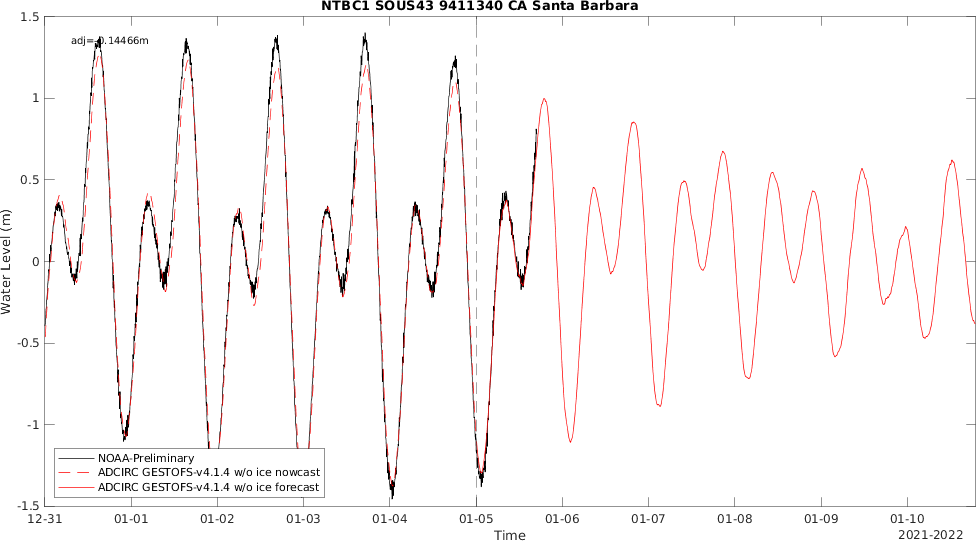 NTBC1 SOUS43 9411340 CA Santa Barbara
adj=-0.14466m
1.5
1
0.5
0
-0.5
-1
-1.5
Water Level (m)
NOAA-Preliminary
ADCIRC GESTOFS-v4.1.4 w/o ice nowcast
ADCIRC GESTOFS-v4.1.4 w/o ice forecast
12-31 01-01 01-02 01-03 01-04 01-05 01-06 01-07 01-08 01-09 01-10
Time
2021-2022